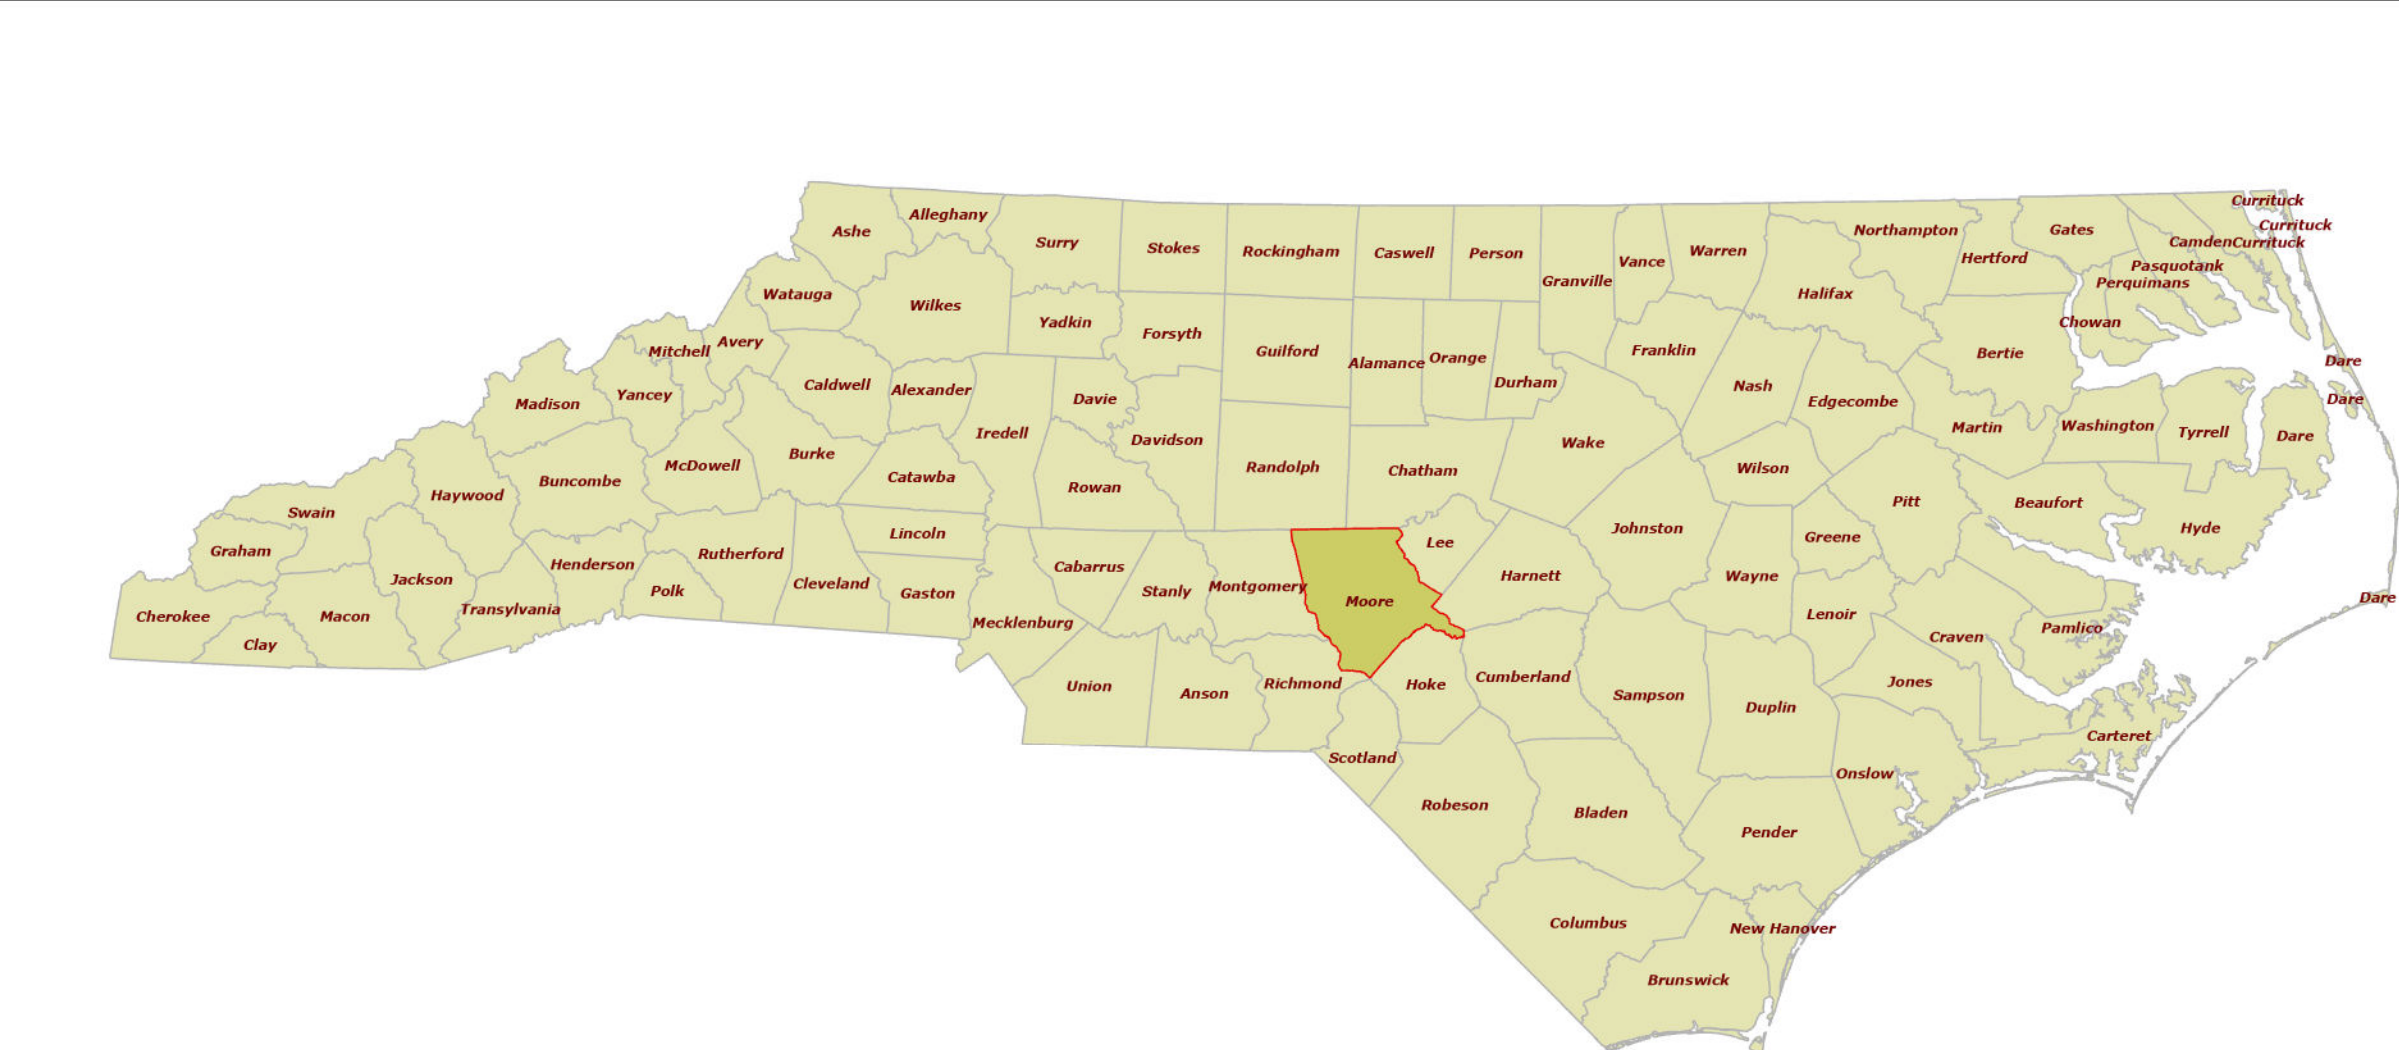 Currituck
Alleghany
Currituck
Ashe
Gates
Northampton
Surry
Camden
Currituck
Stokes
Rockingham
Caswell
Person
Warren
Hertford
Vance
Pasquotank
Granville
Perquimans
Watauga
Halifax
Wilkes
Yadkin
Chowan
Forsyth
Avery
Mitchell
Guilford
Franklin
Bertie
Orange
Dare
Alamance
Durham
Caldwell
Nash
Alexander
Yancey
Davie
Dare
Edgecombe
Madison
Washington
Martin
Tyrrell
Iredell
Dare
Davidson
Wake
Burke
McDowell
Randolph
Wilson
Chatham
Catawba
Buncombe
Rowan
Haywood
Pitt
Beaufort
Swain
Johnston
Hyde
Lincoln
Greene
Lee
Graham
Rutherford
Henderson
Cabarrus
Harnett
Wayne
Jackson
Cleveland
Montgomery
Polk
Stanly
Gaston
Dare
Moore
Transylvania
Lenoir
Cherokee
Macon
Mecklenburg
Pamlico
Craven
Clay
Cumberland
Jones
Richmond
Hoke
Union
Anson
Sampson
Duplin
Carteret
Scotland
Onslow
Robeson
Bladen
Pender
Columbus
New Hanover
Brunswick